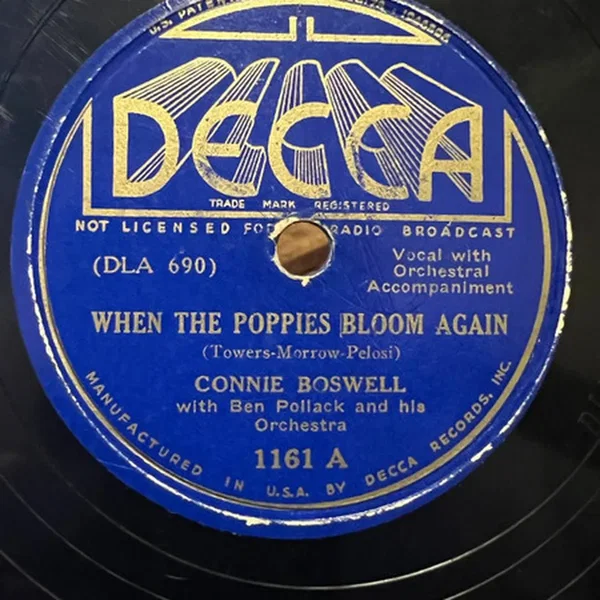 U.S. PATENT
DECCA
TRADE MARK REGISTERED
NOT LICENSED FOR RADIO BROADCAST
(DLA 690)
Vocal with
Orchestral
Accompaniment
WHEN THE POPPIES BLOOM AGAIN
(Towers-Morrow-Pelosi)
CONNIE BOSWELL
with Ben Pollack and his
Orchestra
1161 A
MANUFACTURED IN U.S.A. BY DECCA RECORDS, INC.